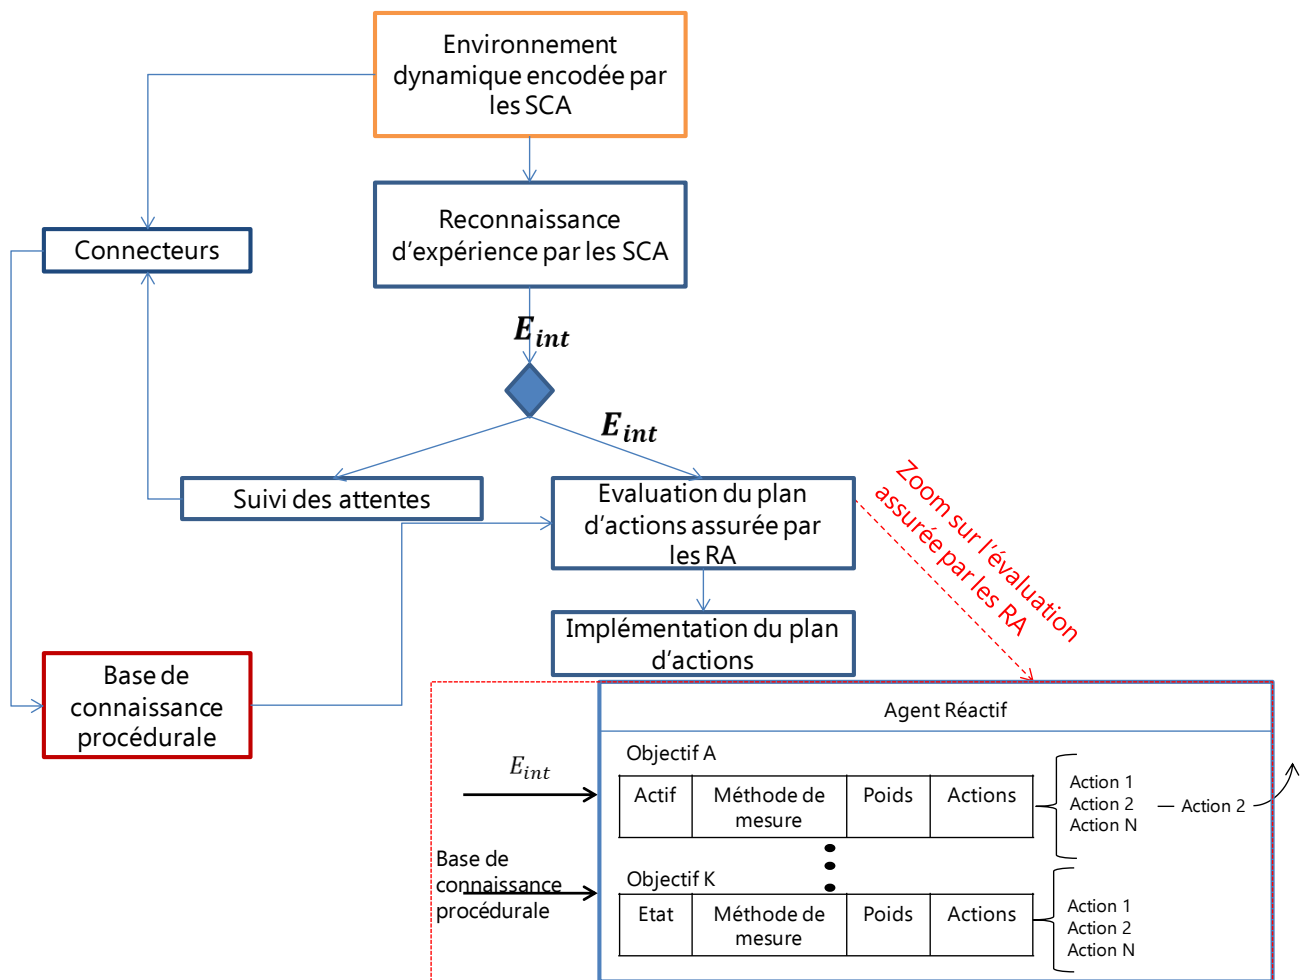 Environnement
dynamique encodée par
les SCA
Reconnaissance
d'expérience par les SCA
Connecteurs
E_int
E_int
Suivi des attentes
Evaluation du plan
d'actions assurée par
les RA
Zoom sur l'évaluation
assurée par les RA
Implémentation du plan
d'actions
Base de
connaissance
procédurale
Agent Réactif
Objectif A
E_int
Actif
Méthode de
mesure
Poids
Actions
Action 1
Action 2
Action N
Action 2
Base de
connaissance
procédurale
Objectif K
Etat
Méthode de
mesure
Poids
Actions
Action 1
Action 2
Action N